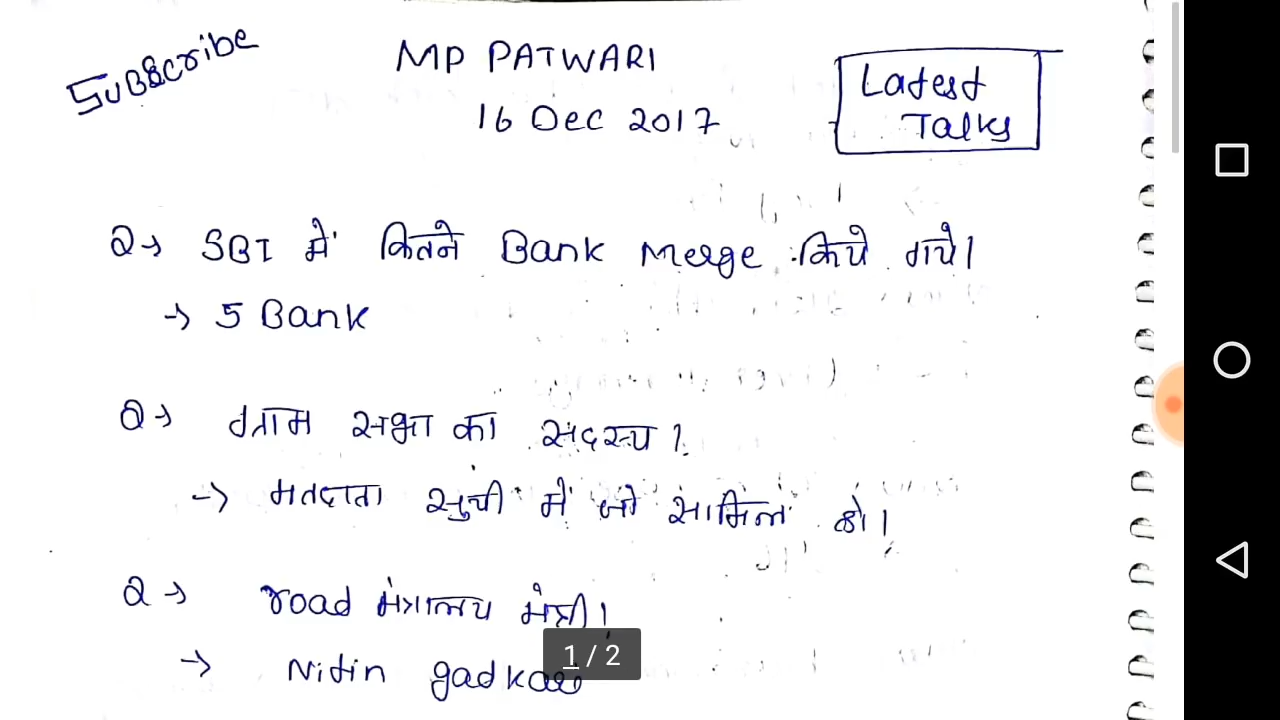 Subscribe
MP PATWARI
16 Dec 2017
Latest
Talks
Q→ SBI में कितने Bank Merge किये गये।
→ 5 Bank
Q→ ग्राम सभा का सदस्य।
→ मतदाता सुची में जो सामिल हो।
Q→ road मंत्रालय मंत्री।
→ Nitin gadkari
1 / 2